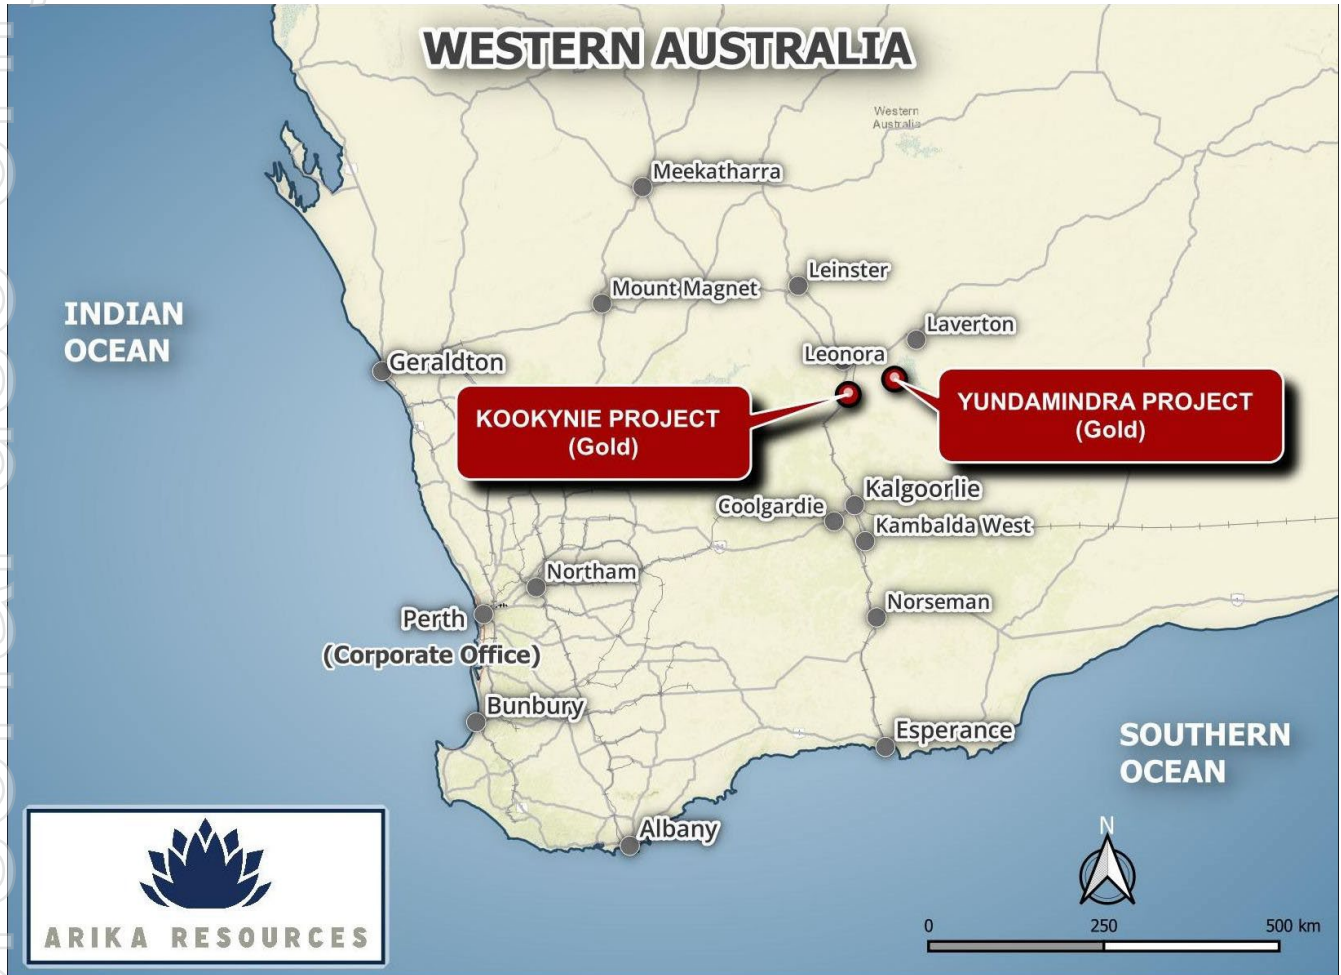 WESTERN AUSTRALIA
Western
Australia
Meekatharra
Leinster
Mount Magnet
INDIAN
OCEAN
Laverton
Leonora
Geraldton
KOOKYNIE PROJECT
(Gold)
YUNDAMINDRA PROJECT
(Gold)
Kalgoorlie
Coolgardie
Kambalda West
Northam
Norseman
Perth
(Corporate Office)
Bunbury
Esperance
SOUTHERN
OCEAN
Albany
N
ARIKA RESOURCES
0 250 500 km